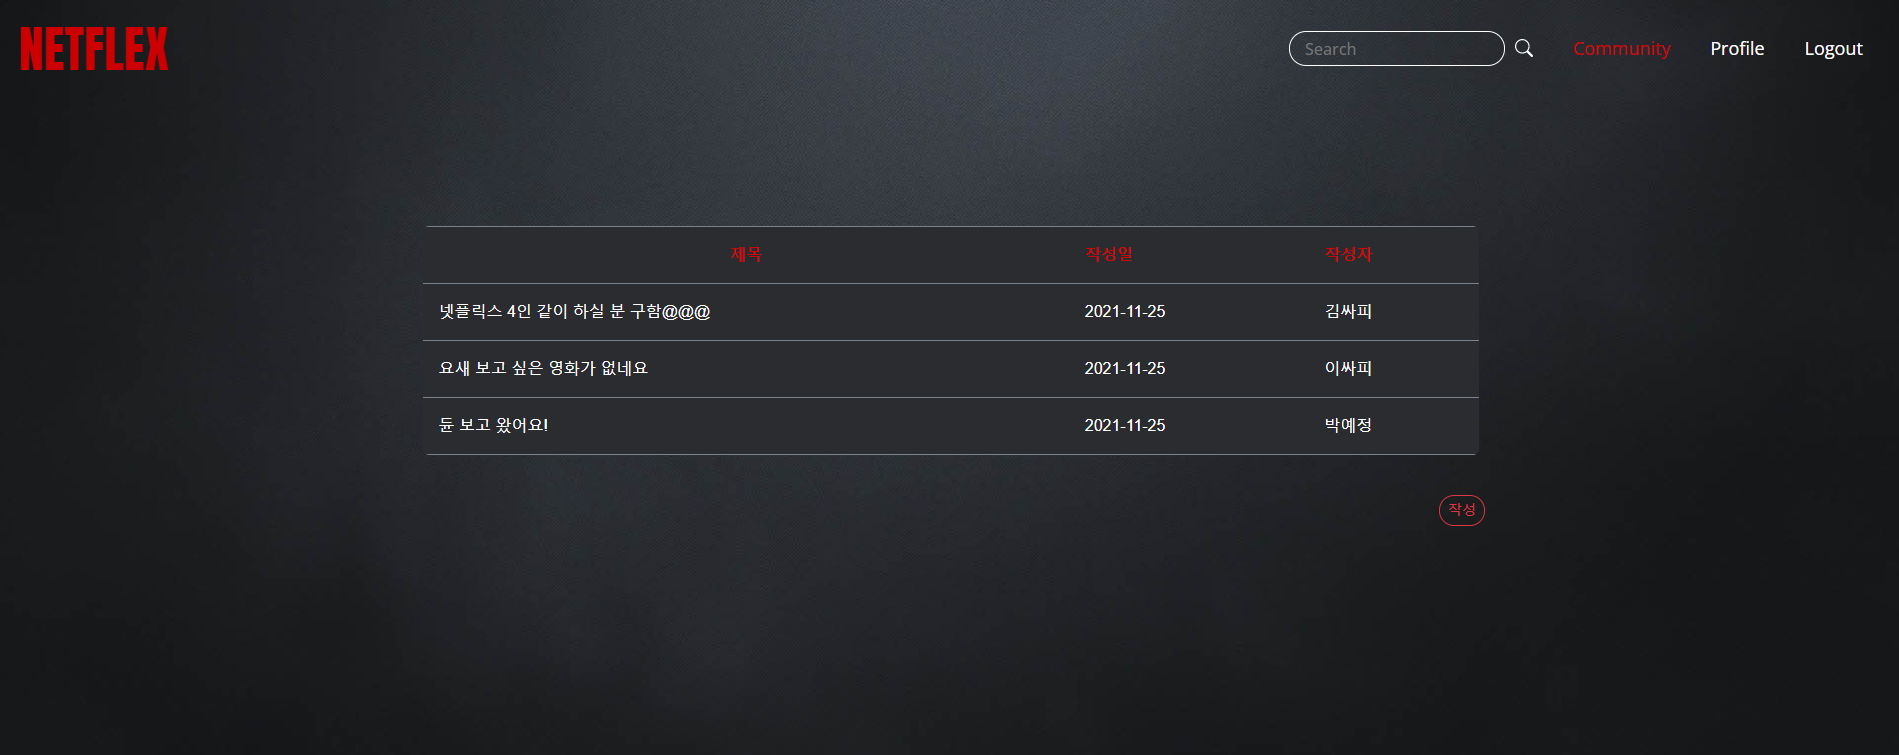 NETFLEX
Search
Community
Profile
Logout
제목 작성일 작성자
넷플릭스 4인 같이 하실 분 구함@@@ 2021-11-25 김싸피
요새 보고 싶은 영화가 없네요 2021-11-25 이싸피
듄 보고 왔어요! 2021-11-25 박예정
작성